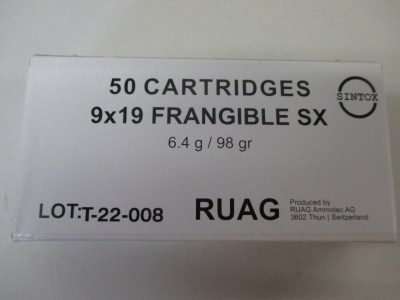 50 CARTRIDGES
9x19 FRANGIBLE SX
6.4 g / 98 gr
SINTOX
LOT:T-22-008
RUAG
Produced by
RUAG Ammotec AG
3602 Thun | Switzerland